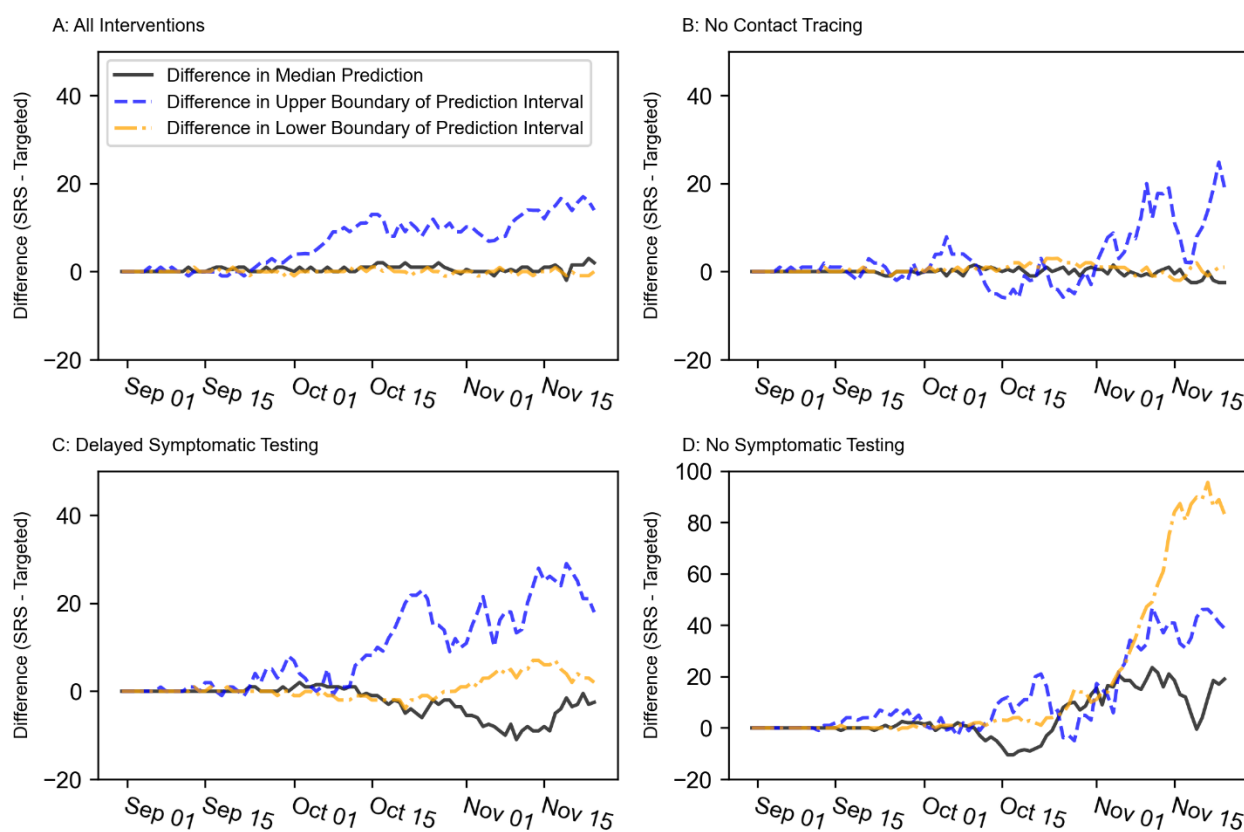 A: All Interventions
Difference (SRS - Targeted)
40
20
0
−20
Difference in Median Prediction
Difference in Upper Boundary of Prediction Interval
Difference in Lower Boundary of Prediction Interval
Sep 01
Sep 15
Oct 01
Oct 15
Nov 01
Nov 15
B: No Contact Tracing
Difference (SRS - Targeted)
40
20
0
−20
Sep 01
Sep 15
Oct 01
Oct 15
Nov 01
Nov 15
C: Delayed Symptomatic Testing
Difference (SRS - Targeted)
40
20
0
−20
Sep 01
Sep 15
Oct 01
Oct 15
Nov 01
Nov 15
D: No Symptomatic Testing
Difference (SRS - Targeted)
100
80
60
40
20
0
−20
Sep 01
Sep 15
Oct 01
Oct 15
Nov 01
Nov 15